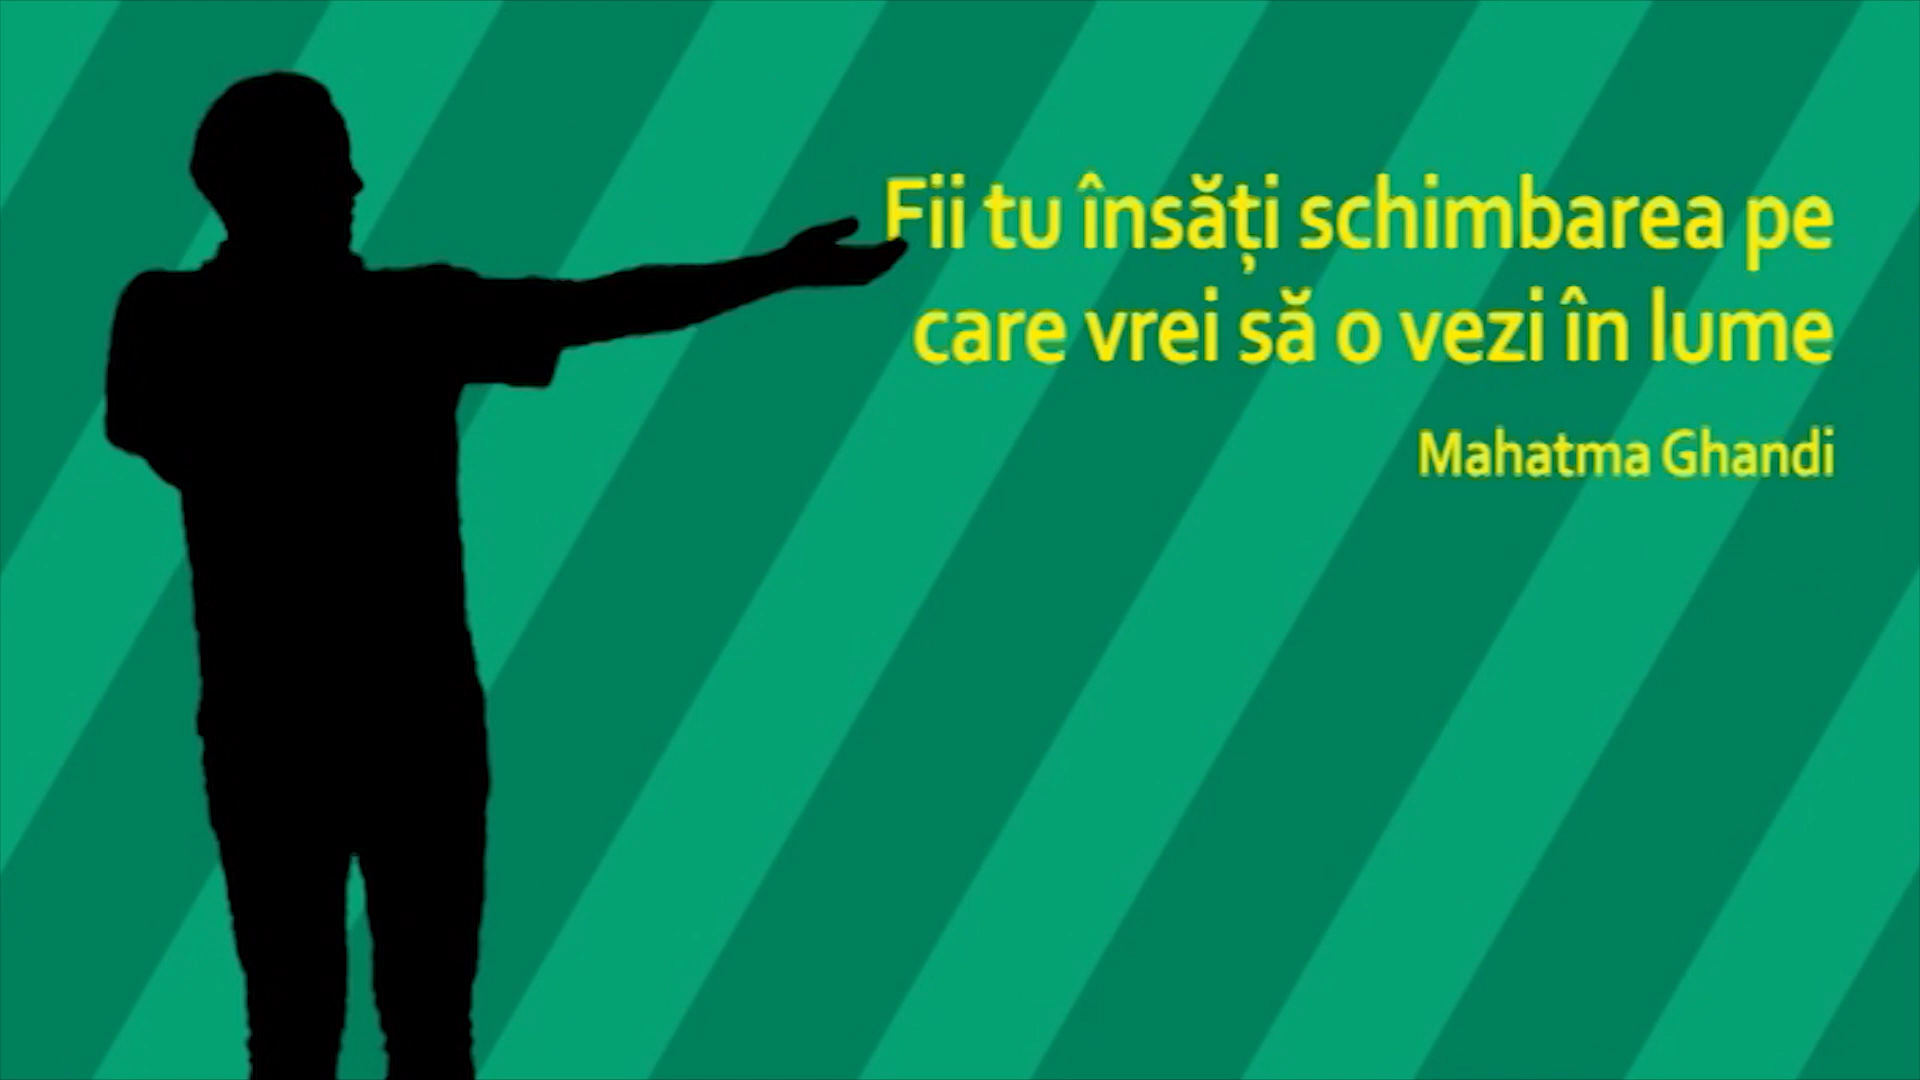 Fii tu însăți schimbarea pe
care vrei să o vezi în lume
Mahatma Ghandi